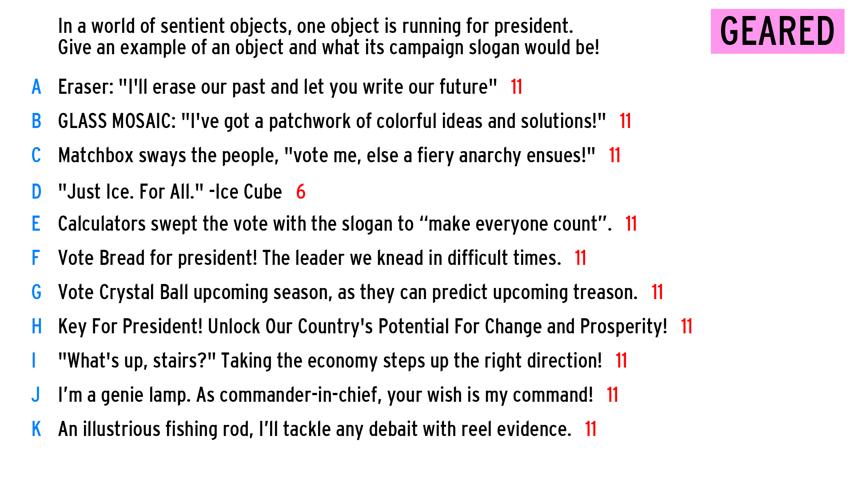 In a world of sentient objects, one object is running for president.
Give an example of an object and what its campaign slogan would be!
GEARED
A Eraser: "I'll erase our past and let you write our future" 11
B GLASS MOSAIC: "I've got a patchwork of colorful ideas and solutions!" 11
C Matchbox sways the people, "vote me, else a fiery anarchy ensues!" 11
D "Just Ice. For All." -Ice Cube 6
E Calculators swept the vote with the slogan to “make everyone count”. 11
F Vote Bread for president! The leader we knead in difficult times. 11
G Vote Crystal Ball upcoming season, as they can predict upcoming treason. 11
H Key For President! Unlock Our Country's Potential For Change and Prosperity! 11
I "What's up, stairs?" Taking the economy steps up the right direction! 11
J I’m a genie lamp. As commander-in-chief, your wish is my command! 11
K An illustrious fishing rod, I’ll tackle any debait with reel evidence. 11